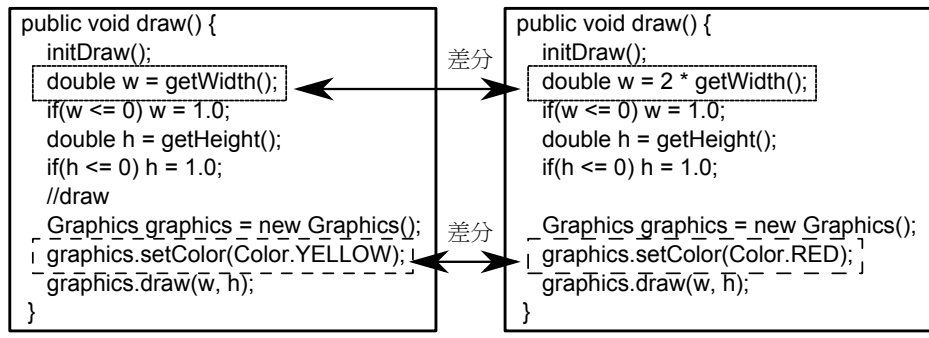 public void draw() {
initDraw();
double w = getWidth();
if(w <= 0) w = 1.0;
double h = getHeight();
if(h <= 0) h = 1.0;
//draw
Graphics graphics = new Graphics();
graphics.setColor(Color.YELLOW);
graphics.draw(w, h);
}
差分
差分
public void draw() {
initDraw();
double w = 2 * getWidth();
if(w <= 0) w = 1.0;
double h = getHeight();
if(h <= 0) h = 1.0;
Graphics graphics = new Graphics();
graphics.setColor(Color.RED);
graphics.draw(w, h);
}